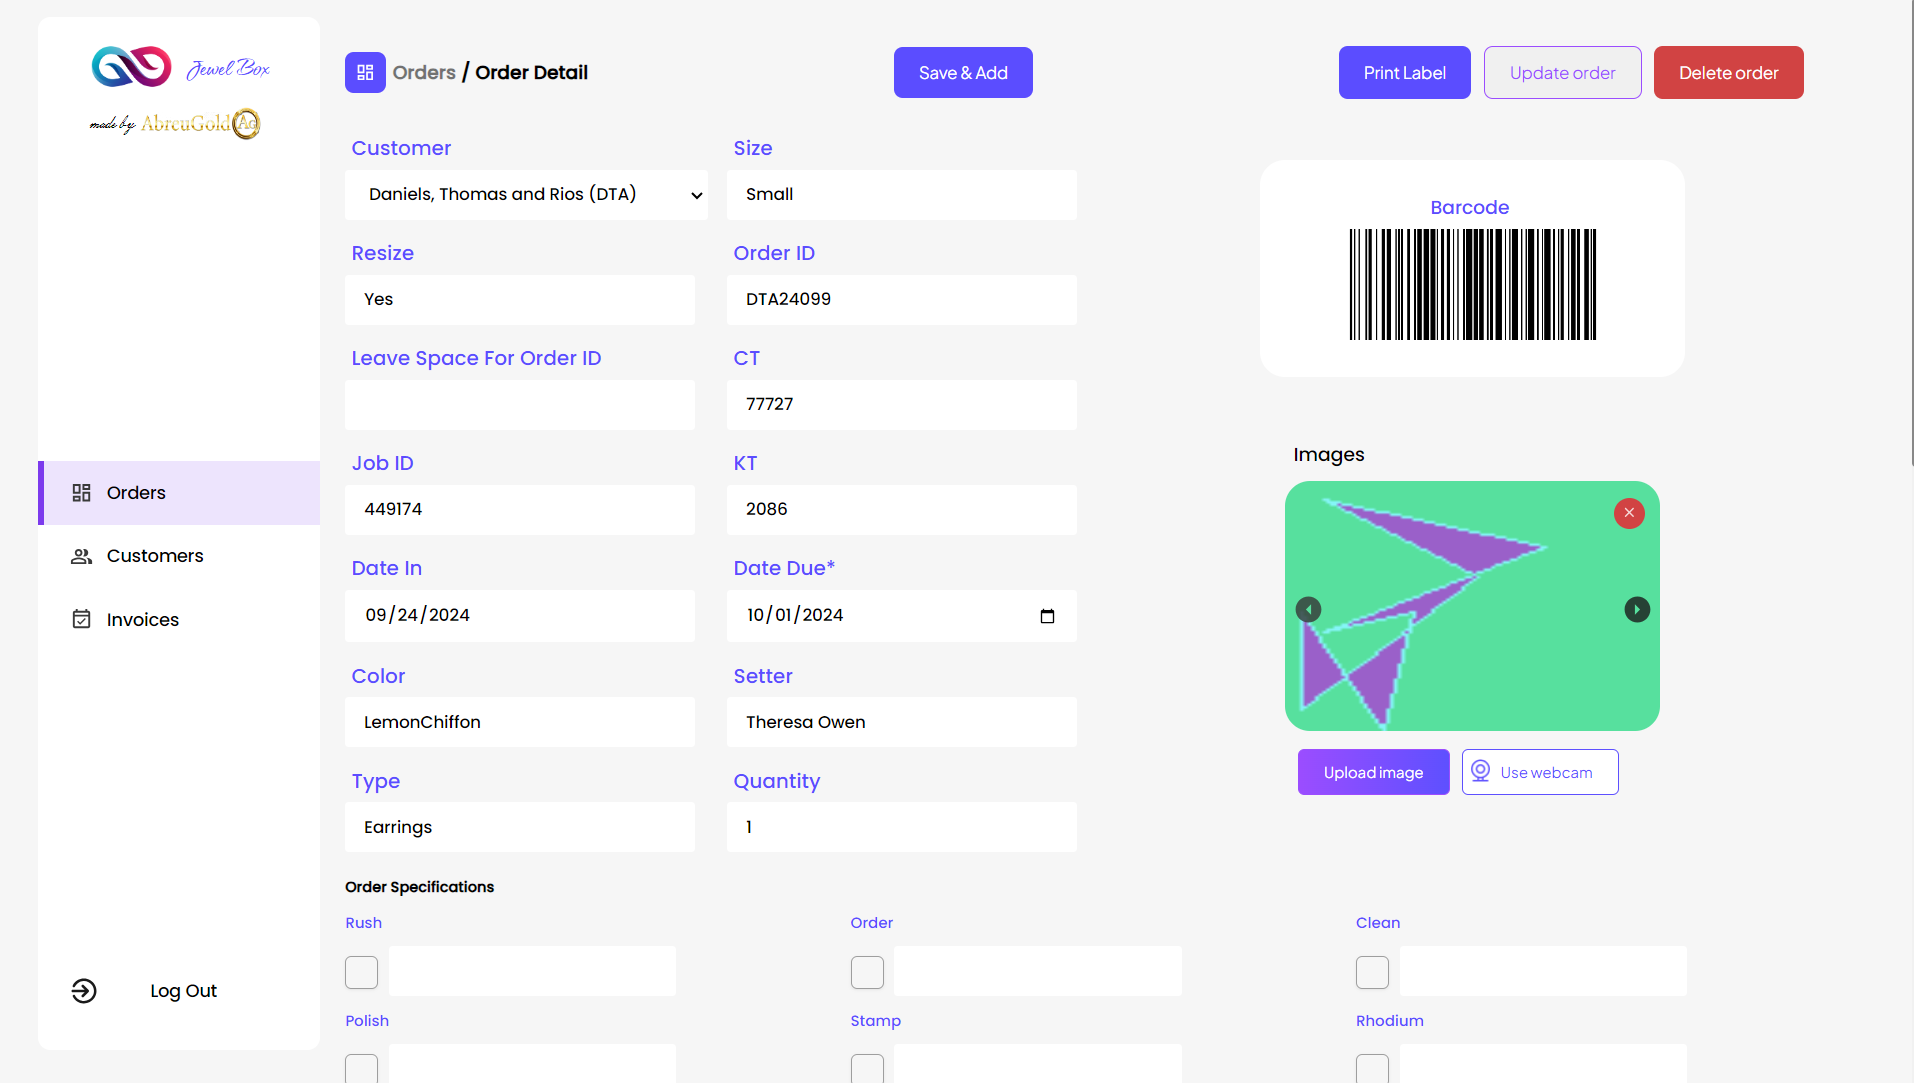 Jewel Box
made by AbreuGold AG
Orders
Customers
Invoices
Log Out
Orders / Order Detail
Save & Add
Print Label
Update order
Delete order
Customer
Daniels, Thomas and Rios (DTA)
Size
Small
Resize
Yes
Order ID
DTA24099
Leave Space For Order ID
CT
77727
Job ID
449174
KT
2086
Date In
09/24/2024
Date Due*
10/01/2024
Color
LemonChiffon
Setter
Theresa Owen
Type
Earrings
Quantity
1
Barcode
Images
Upload image
Use webcam
Order Specifications
Rush
Order
Clean
Polish
Stamp
Rhodium